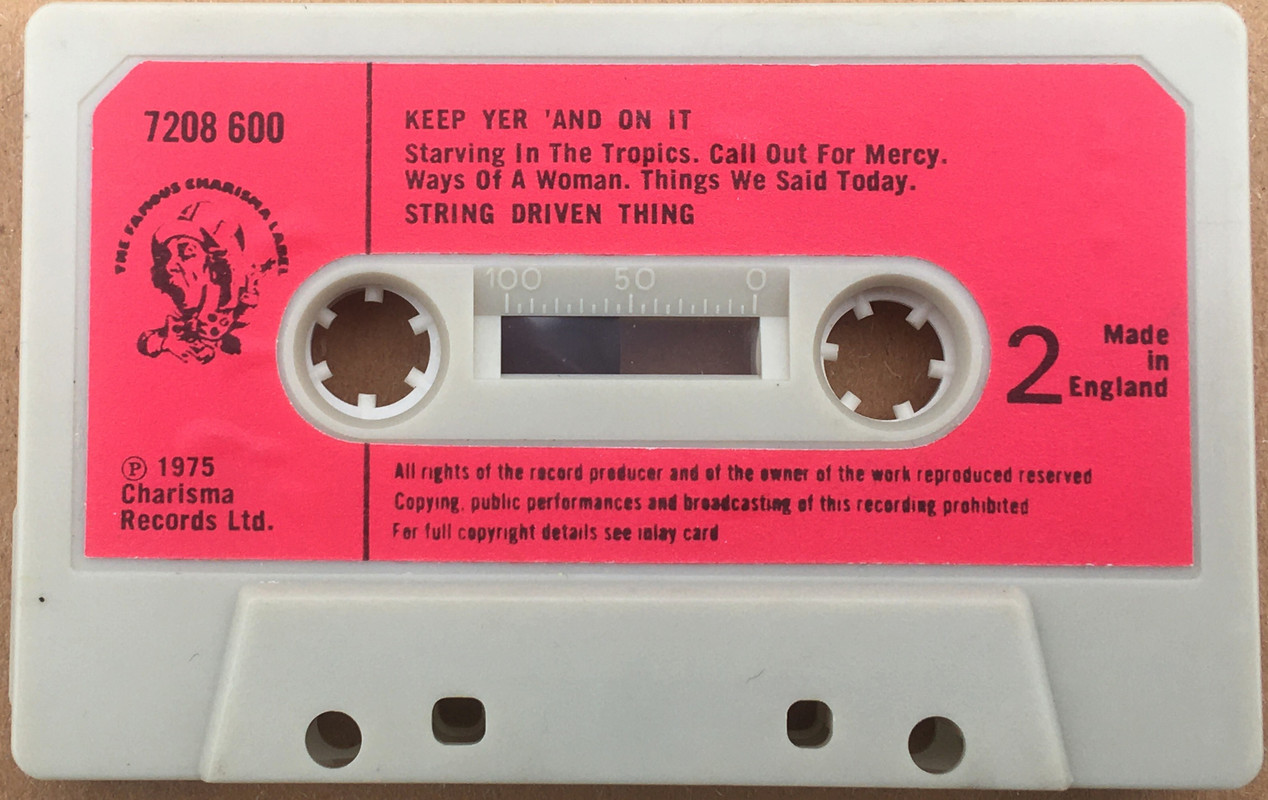 7208 600
THE FAMOUS CHARISMA LABEL
KEEP YER 'AND ON IT
Starving In The Tropics. Call Out For Mercy.
Ways Of A Woman. Things We Said Today.
STRING DRIVEN THING
100 50 0
2
Made
in
England
℗ 1975
Charisma
Records Ltd.
All rights of the record producer and of the owner of the work reproduced reserved
Copying, public performances and broadcasting of this recording prohibited
For full copyright details see inlay card